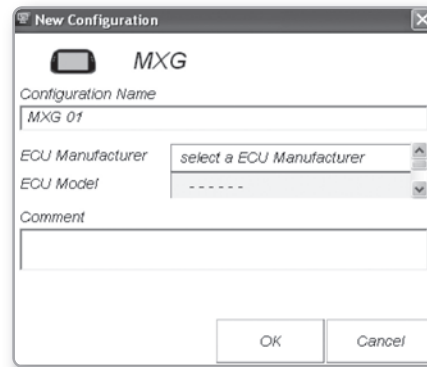 New Configuration
MXG
Configuration Name
MXG 01
ECU Manufacturer select a ECU Manufacturer
ECU Model - - - - - -
Comment
OK Cancel